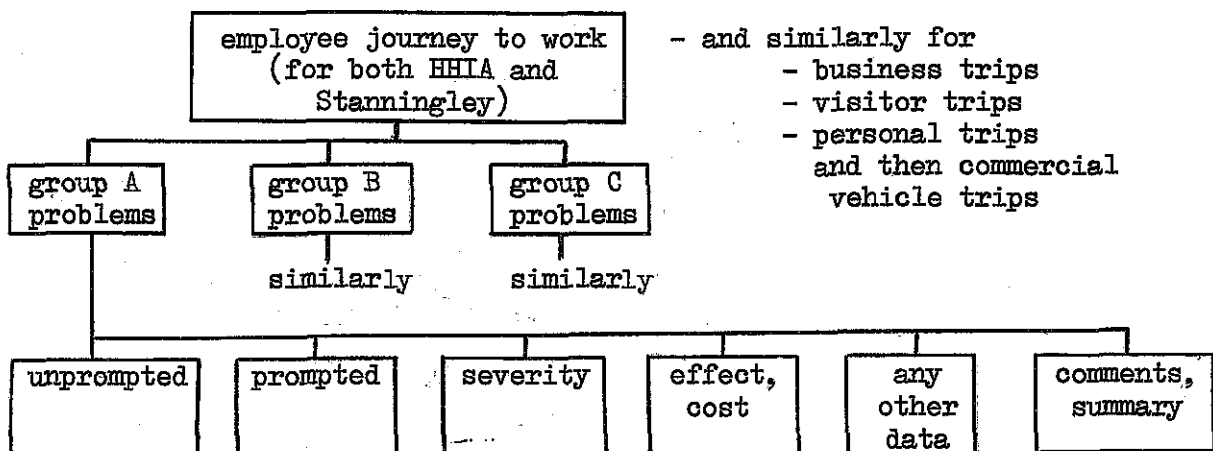 employee journey to work
(for both HHIA and
Stanningley)
- and similarly for
- business trips
- visitor trips
- personal trips
and then commercial
vehicle trips
group A
problems
group B
problems
group C
problems
similarly
similarly
unprompted
prompted
severity
effect,
cost
any
other
data
comments,
summary